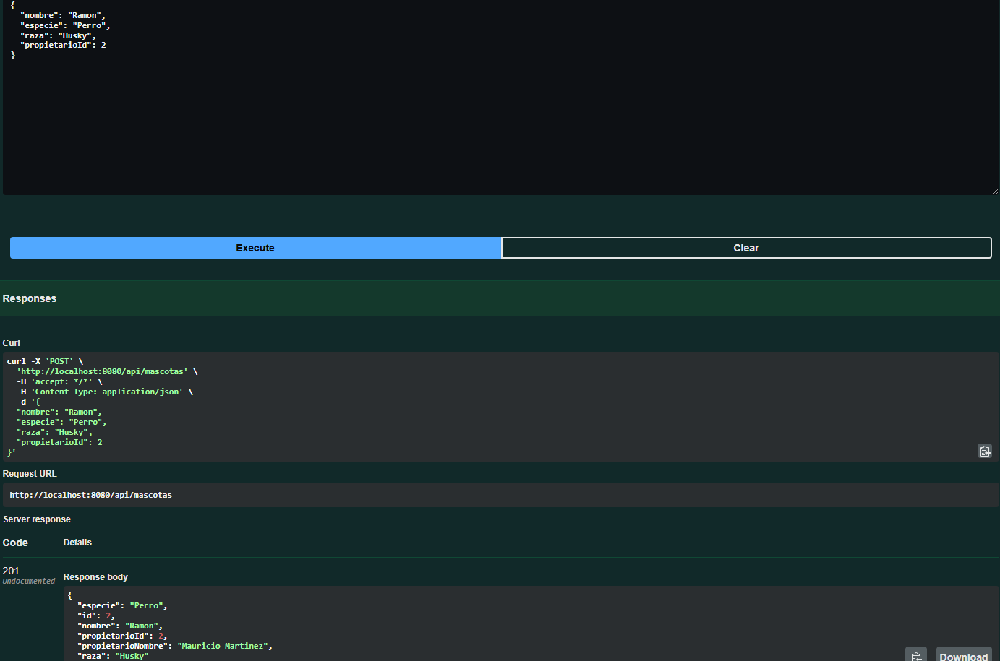 {
  "nombre": "Ramon",
  "especie": "Perro",
  "raza": "Husky",
  "propietarioId": 2
}
Execute
Clear
Responses
Curl
curl -X 'POST' \
  'http://localhost:8080/api/mascotas' \
  -H 'accept: */*' \
  -H 'Content-Type: application/json' \
  -d '{
  "nombre": "Ramon",
  "especie": "Perro",
  "raza": "Husky",
  "propietarioId": 2
}'
Request URL
http://localhost:8080/api/mascotas
Server response
Code Details
201
Undocumented
Response body
{
  "especie": "Perro",
  "id": 2,
  "nombre": "Ramon",
  "propietarioId": 2,
  "propietarioNombre": "Mauricio Martinez",
  "raza": "Husky"
Download